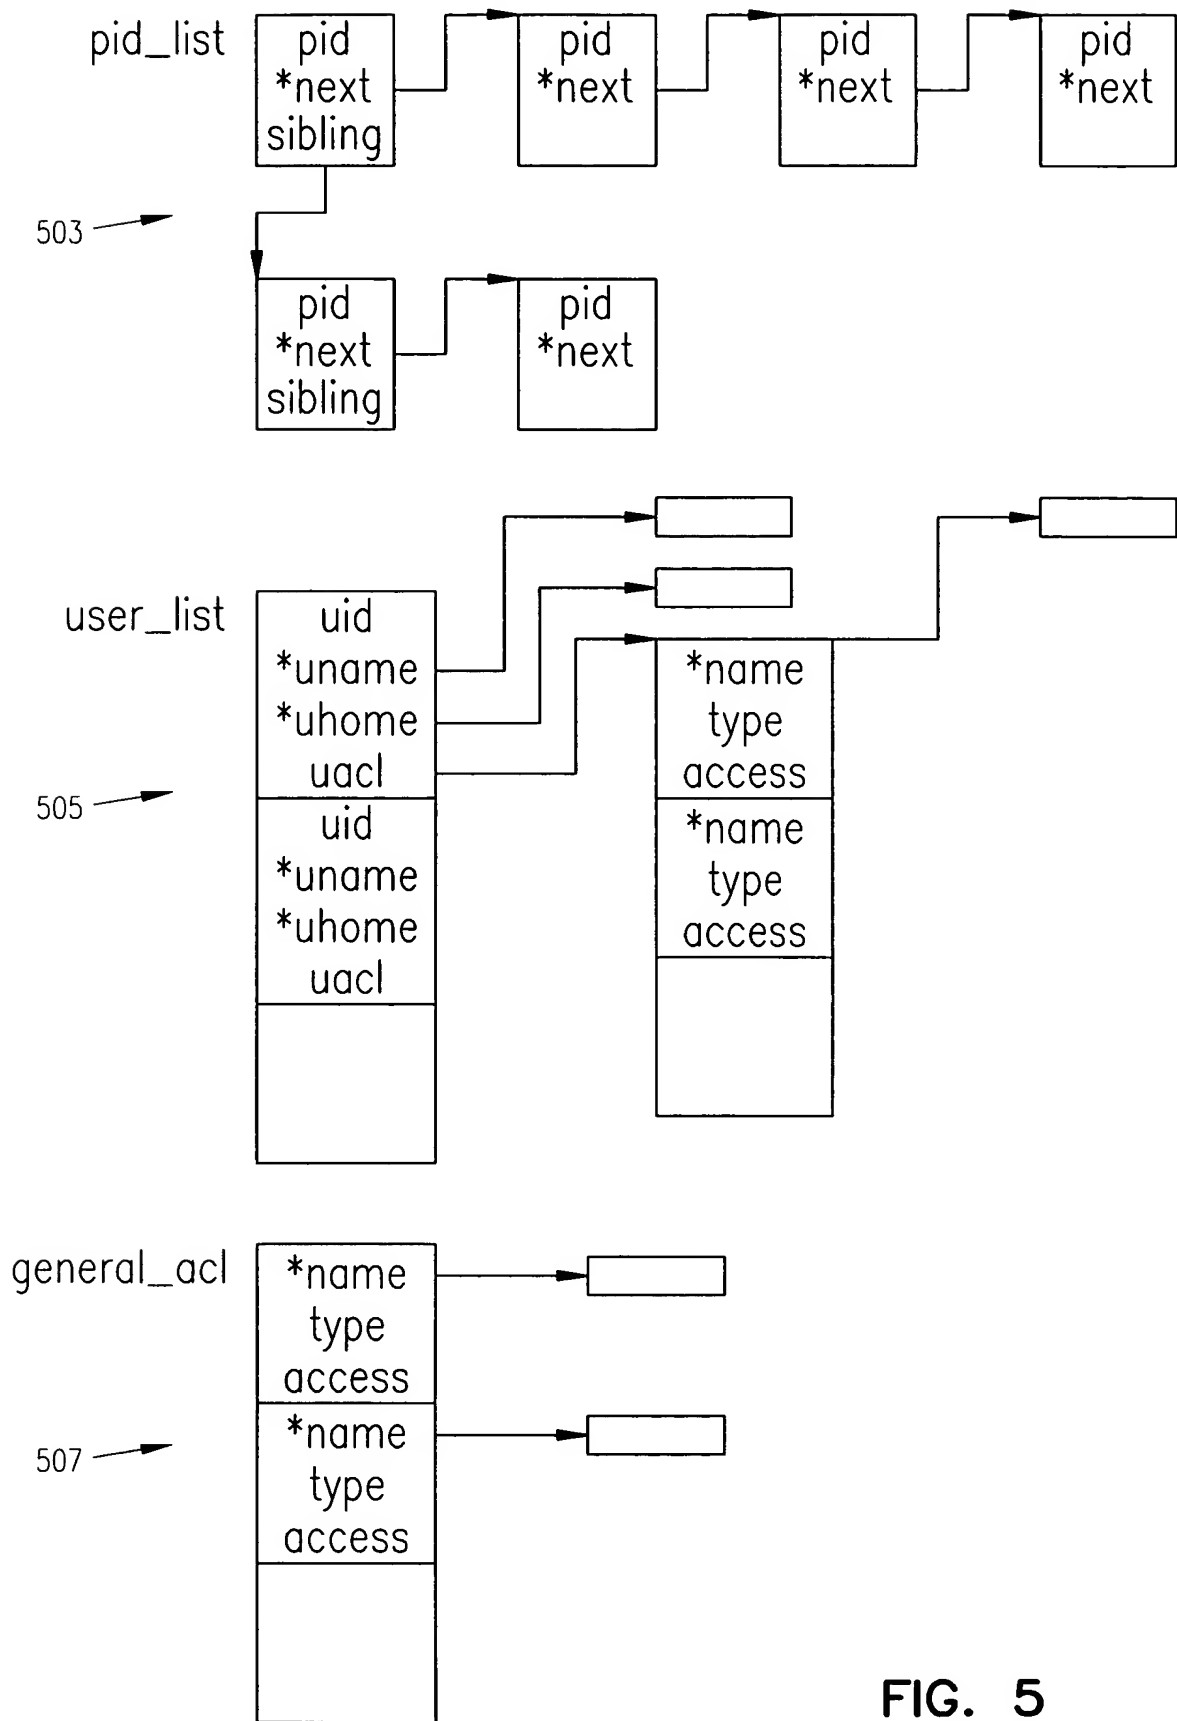 pid_list
pid
*next
sibling
pid
*next
pid
*next
pid
*next
503
pid
*next
sibling
pid
*next
user_list
uid
*uname
*uhome
uacl
*name
type
access
505
uid
*uname
*uhome
uacl
*name
type
access
general_acl
*name
type
access
507
*name
type
access
FIG. 5